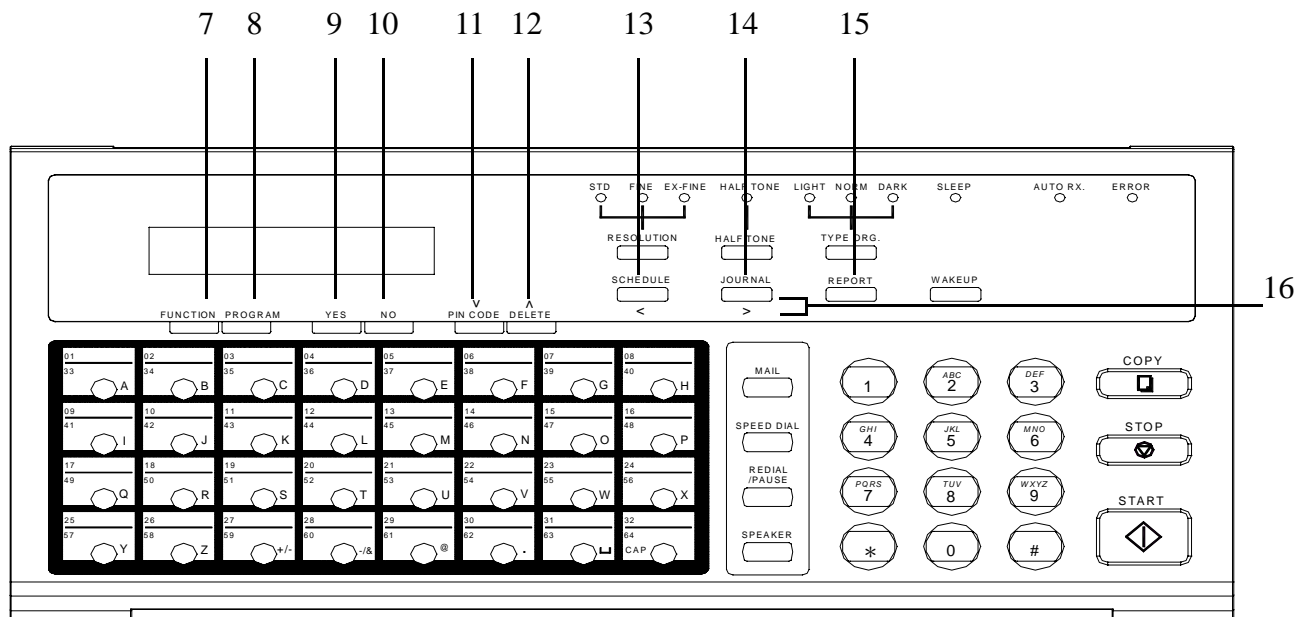 7 8 9 10 11 12 13 14 15
STD FINE EX-FINE HALF TONE LIGHT NORM DARK SLEEP AUTO RX. ERROR
RESOLUTION HALF TONE TYPE ORG.
SCHEDULE JOURNAL REPORT WAKEUP
< > 16
∨ ∧
FUNCTION PROGRAM YES NO PIN CODE DELETE
01 02 03 04 05 06 07 08
33 A 34 B 35 C 36 D 37 E 38 F 39 G 40 H
09 10 11 12 13 14 15 16
41 I 42 J 43 K 44 L 45 M 46 N 47 O 48 P
17 18 19 20 21 22 23 24
49 Q 50 R 51 S 52 T 53 U 54 V 55 W 56 X
25 26 27 28 29 30 31 32
57 Y 58 Z 59 +/- 60 -/& 61 @ 62 . 63 ␣ 64 CAP
MAIL
SPEED DIAL
REDIAL
/PAUSE
SPEAKER
1 ABC 2 DEF 3
GHI 4 JKL 5 MNO 6
PQRS 7 TUV 8 WXYZ 9
* 0 #
COPY
STOP
START